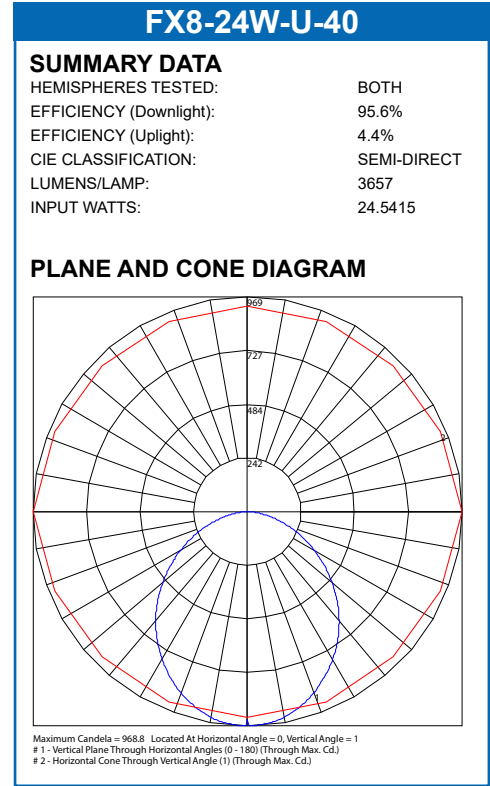 FX8-24W-U-40
SUMMARY DATA
HEMISPHERES TESTED: BOTH
EFFICIENCY (Downlight): 95.6%
EFFICIENCY (Uplight): 4.4%
CIE CLASSIFICATION: SEMI-DIRECT
LUMENS/LAMP: 3657
INPUT WATTS: 24.5415
PLANE AND CONE DIAGRAM
969
727
484
2
242
1
Maximum Candela = 968.8 Located At Horizontal Angle = 0, Vertical Angle = 1
# 1 - Vertical Plane Through Horizontal Angles (0 - 180) (Through Max. Cd.)
# 2 - Horizontal Cone Through Vertical Angle (1) (Through Max. Cd.)